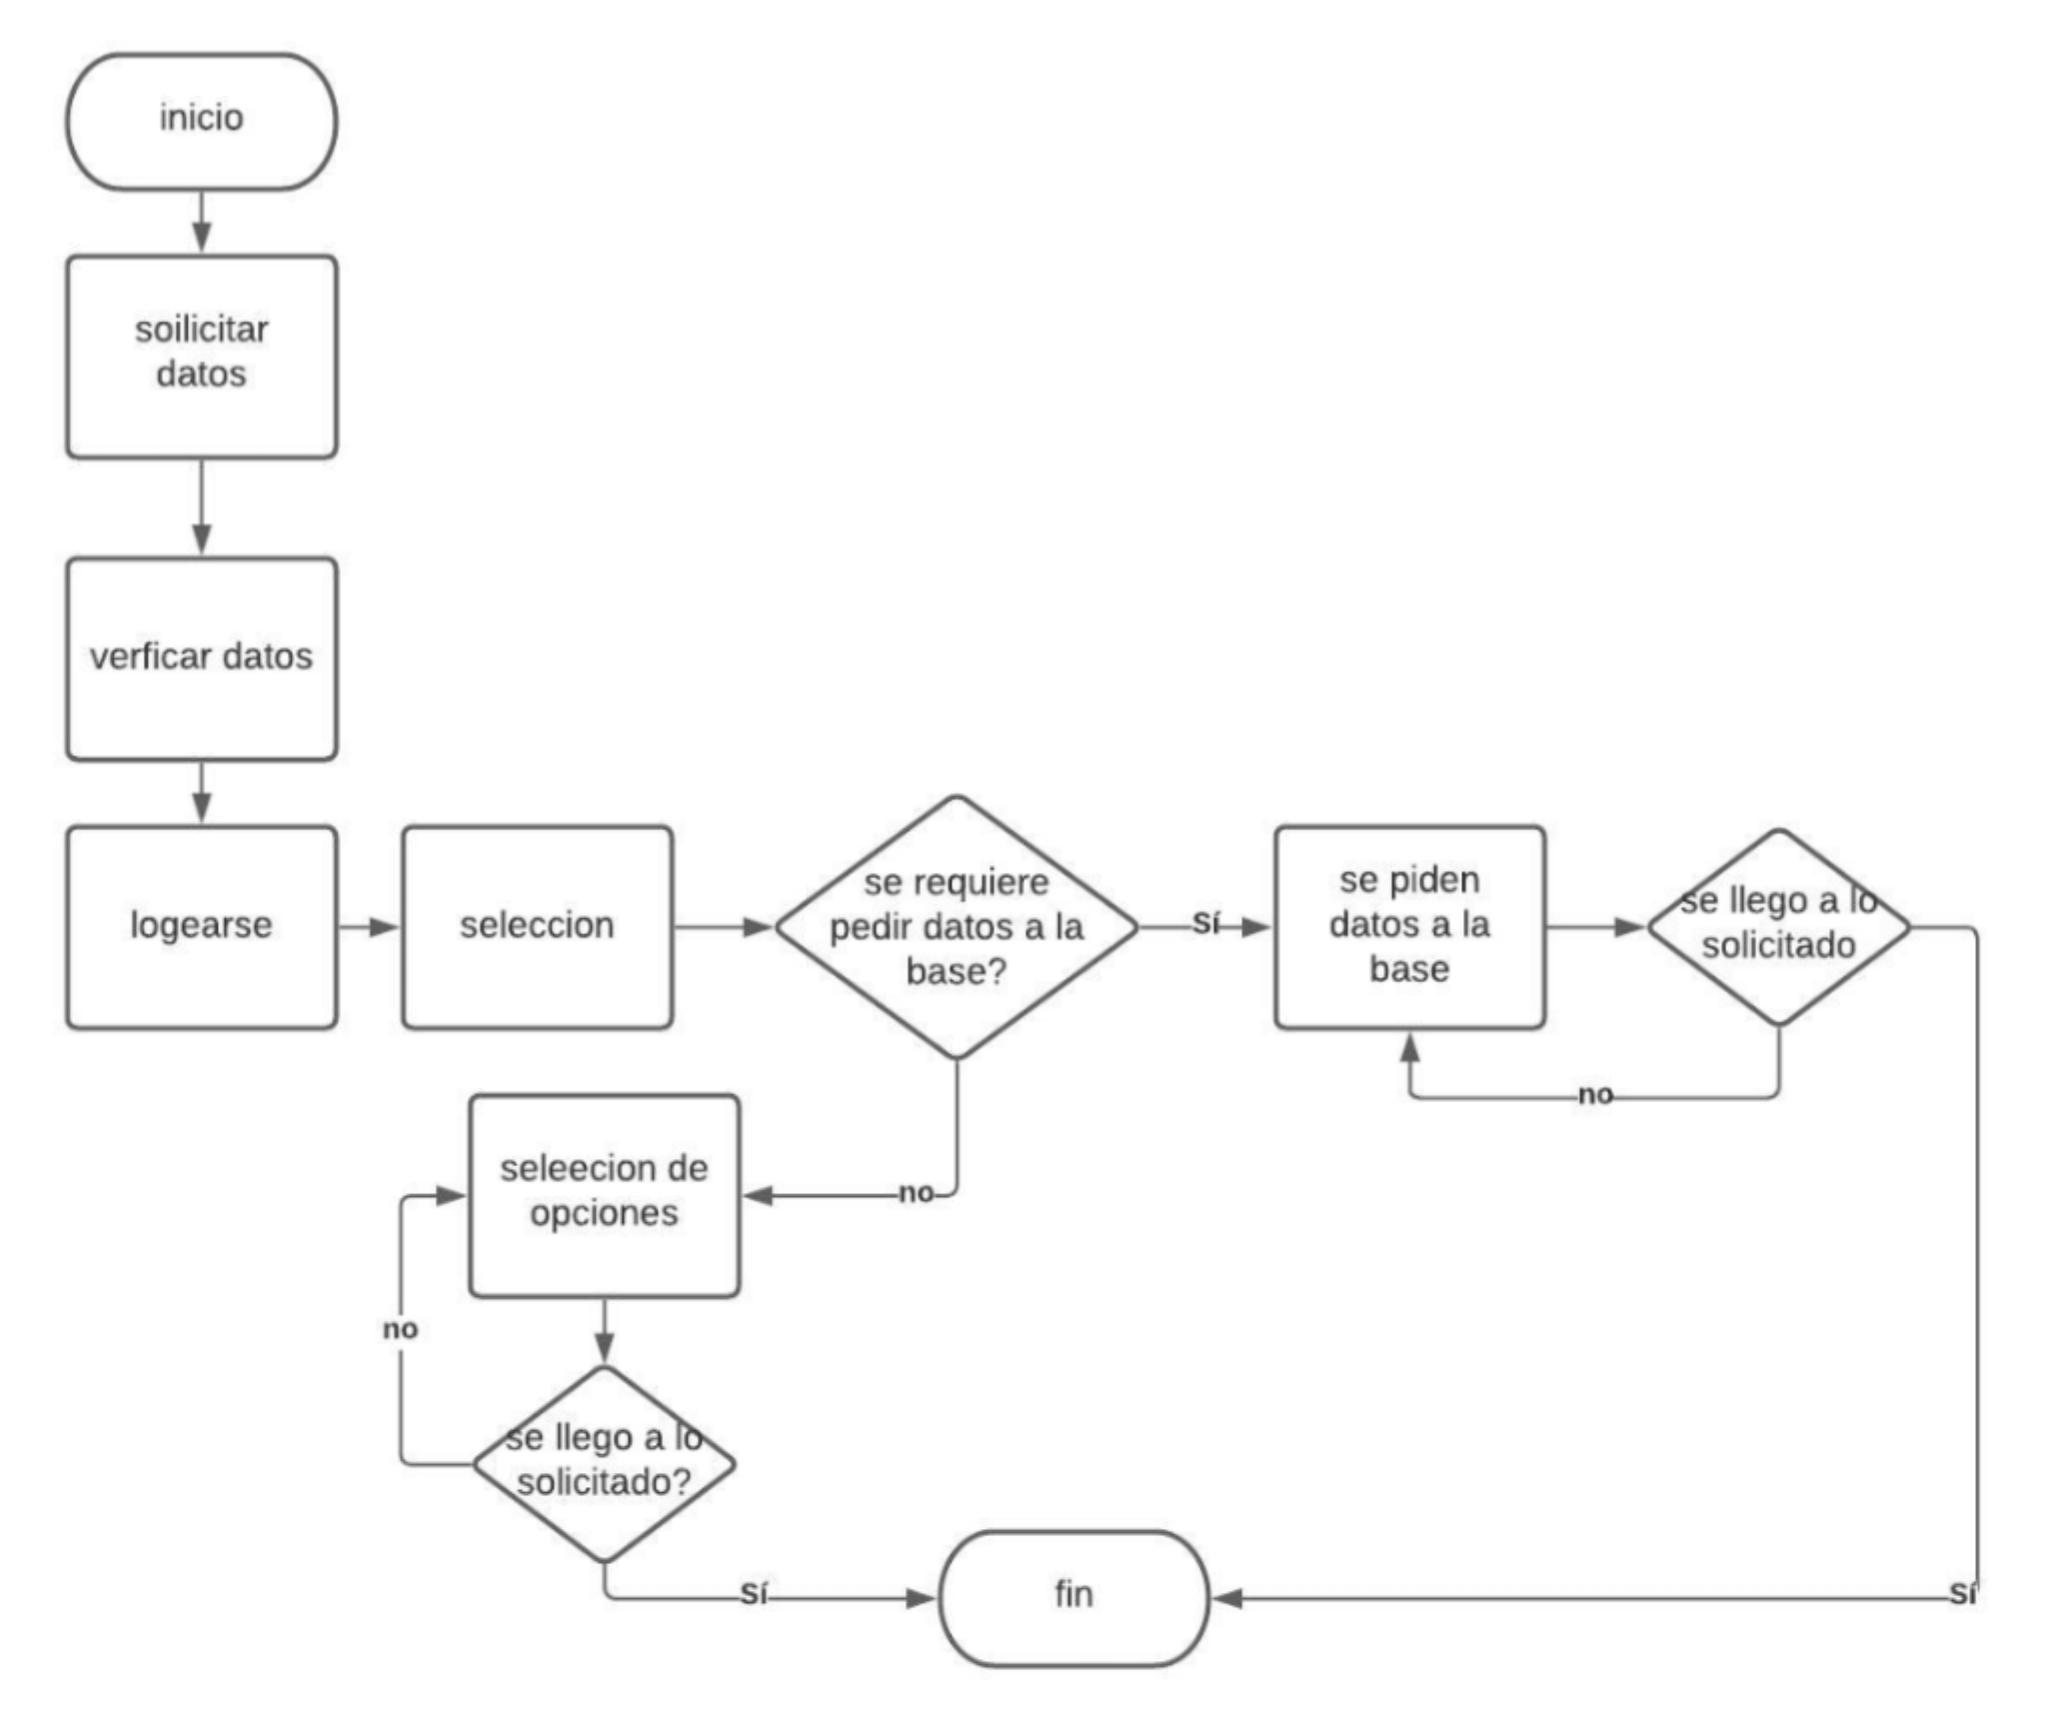 inicio
soilicitar
datos
verficar datos
logearse
seleccion
se requiere
pedir datos a la
base?
Sí
se piden
datos a la
base
se llego a lo
solicitado
no
no
seleecion de
opciones
no
se llego a lo
solicitado?
Sí
fin
Sí